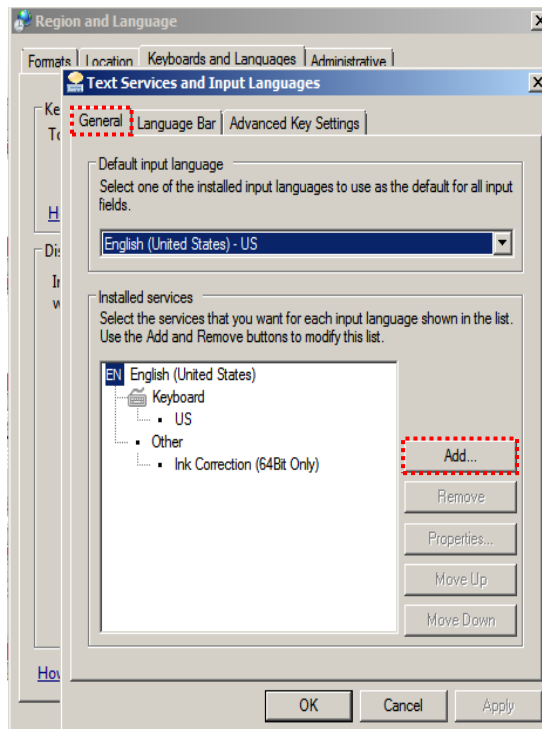 Region and Language
Formats Location Keyboards and Languages Administrative
Text Services and Input Languages
General Language Bar Advanced Key Settings
Default input language
Select one of the installed input languages to use as the default for all input
fields.
English (United States) - US
Installed services
Select the services that you want for each input language shown in the list.
Use the Add and Remove buttons to modify this list.
EN English (United States)
Keyboard
US
Other
Ink Correction (64Bit Only)
Add...
Remove
Properties...
Move Up
Move Down
OK Cancel Apply